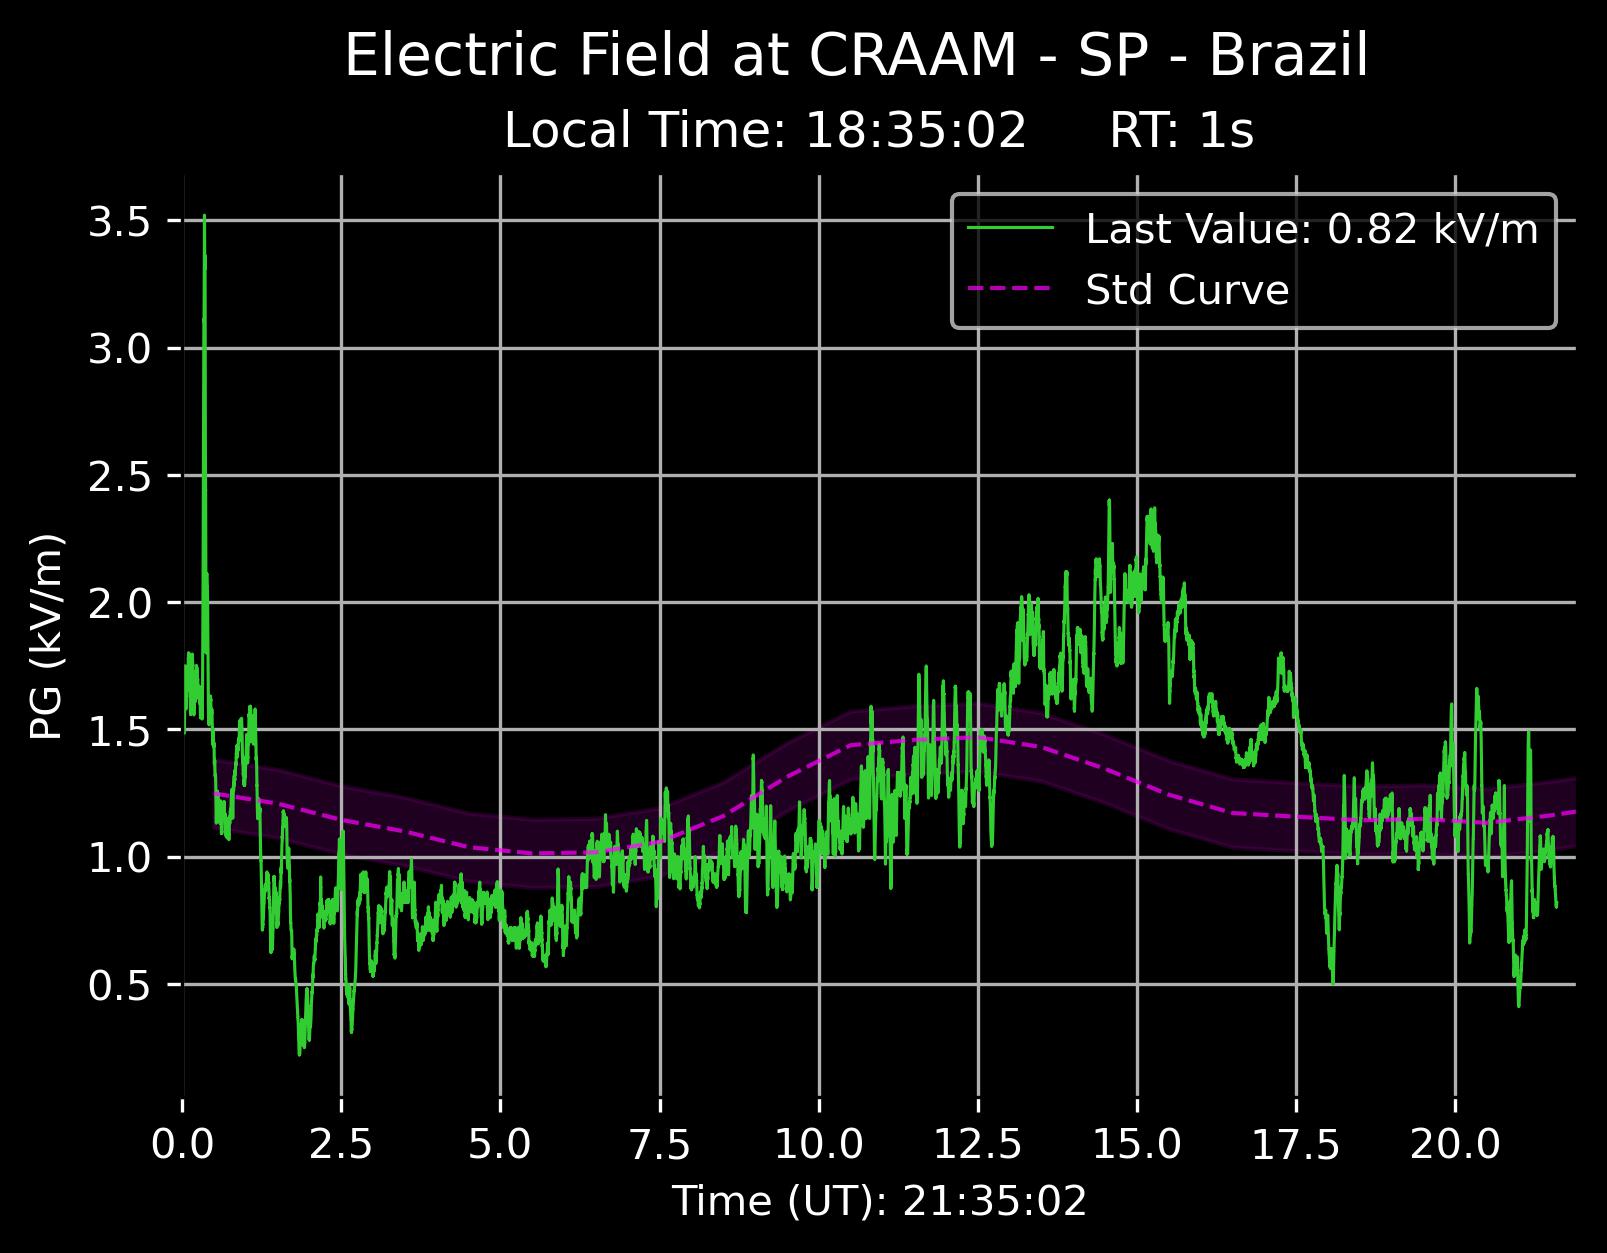 Electric Field at CRAAM - SP - Brazil
Local Time: 18:35:02 RT: 1s
Last Value: 0.82 kV/m
Std Curve
PG (kV/m)
3.5
3.0
2.5
2.0
1.5
1.0
0.5
0.0 2.5 5.0 7.5 10.0 12.5 15.0 17.5 20.0
Time (UT): 21:35:02